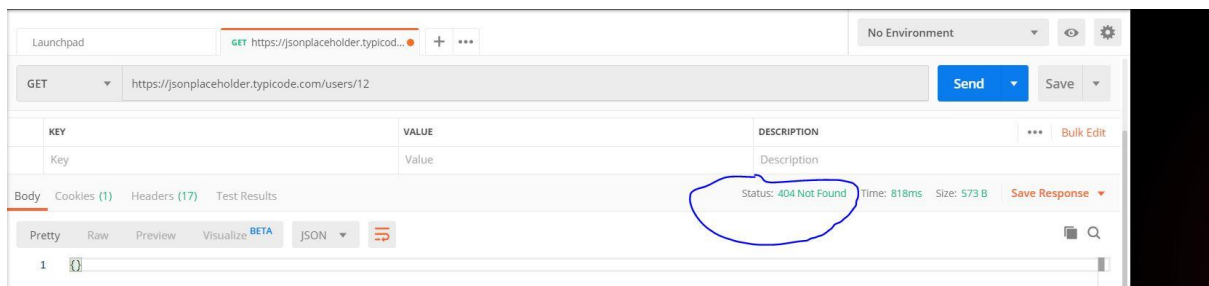 Launchpad
GET https://jsonplaceholder.typicod...
No Environment
GET
https://jsonplaceholder.typicode.com/users/12
Send
Save
KEY VALUE DESCRIPTION
Bulk Edit
Key Value Description
Body Cookies (1) Headers (17) Test Results
Status: 404 Not Found Time: 818ms Size: 573 B Save Response
Pretty Raw Preview Visualize BETA JSON
1 {}